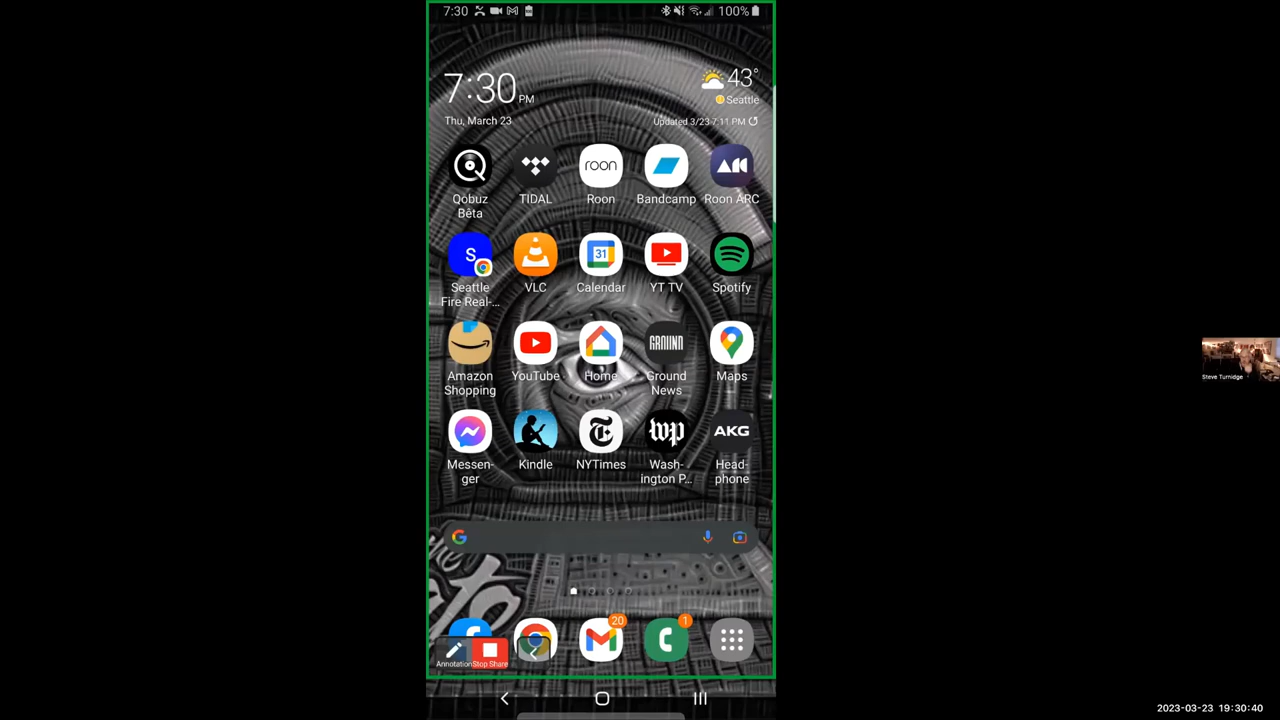 7:30 100%
7:30 PM
43°
Seattle
Thu, March 23
Updated 3/23 7:11 PM
roon
Qobuz Bêta
TIDAL
Roon
Bandcamp
Roon ARC
S
31
Seattle Fire Real-...
VLC
Calendar
YT TV
Spotify
GROUND
Amazon Shopping
YouTube
Home
Ground News
Maps
wp
AKG
Messen-
ger
Kindle
NYTimes
Wash-
ington P...
Head-
phone
20
1
Annotation
Stop Share
Steve Turnidge
2023-03-23 19:30:40